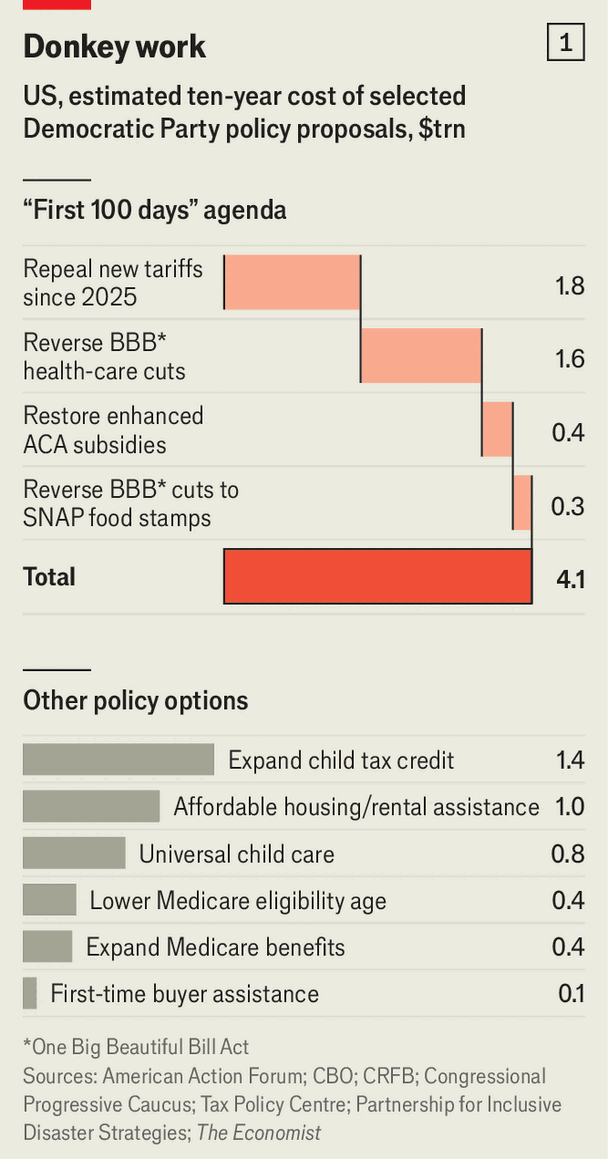 Donkey work
1
US, estimated ten-year cost of selected
Democratic Party policy proposals, $trn
“First 100 days” agenda
Repeal new tariffs
since 2025
1.8
Reverse BBB*
health-care cuts
1.6
Restore enhanced
ACA subsidies
0.4
Reverse BBB* cuts to
SNAP food stamps
0.3
Total
4.1
Other policy options
Expand child tax credit 1.4
Affordable housing/rental assistance 1.0
Universal child care 0.8
Lower Medicare eligibility age 0.4
Expand Medicare benefits 0.4
First-time buyer assistance 0.1
*One Big Beautiful Bill Act
Sources: American Action Forum; CBO; CRFB; Congressional
Progressive Caucus; Tax Policy Centre; Partnership for Inclusive
Disaster Strategies; The Economist